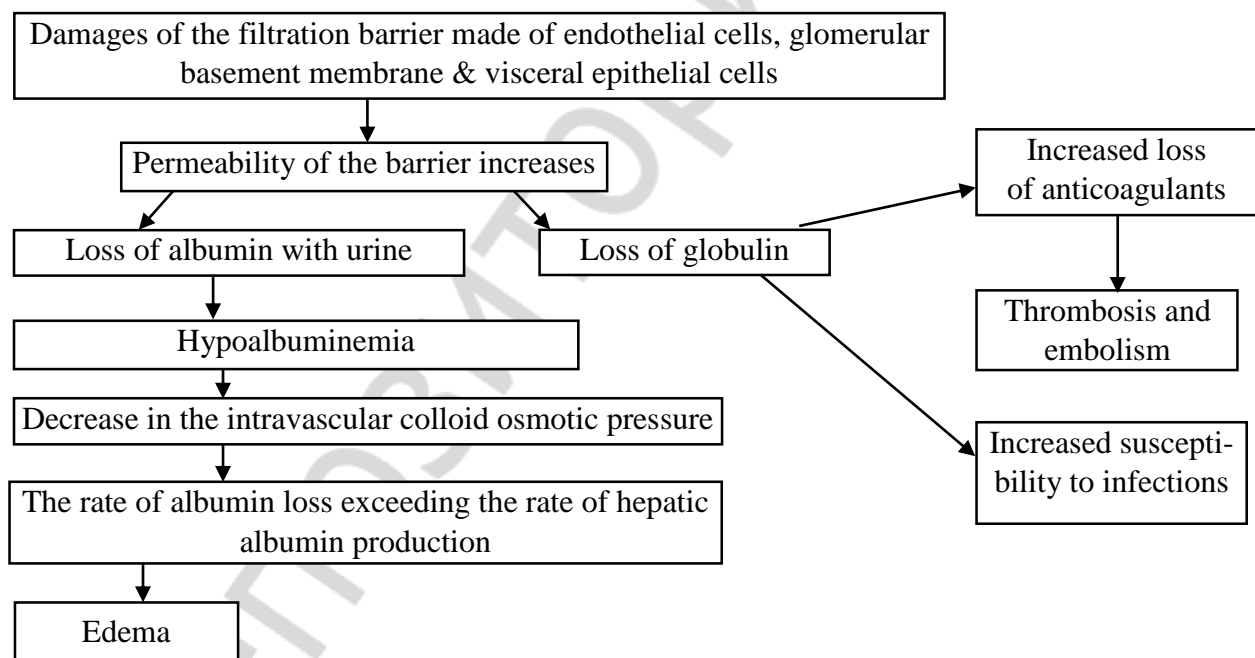 Damages of the filtration barrier made of endothelial cells, glomerular
basement membrane & visceral epithelial cells
Permeability of the barrier increases
Increased loss
of anticoagulants
Loss of albumin with urine
Loss of globulin
Thrombosis and
embolism
Hypoalbuminemia
Decrease in the intravascular colloid osmotic pressure
Increased suscepti-
bility to infections
The rate of albumin loss exceeding the rate of hepatic
albumin production
Edema